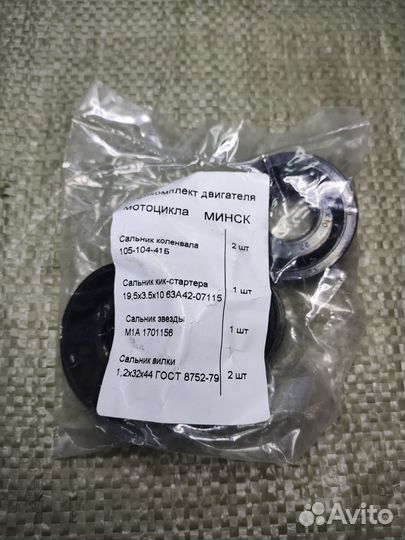 комплект двигателя
мотоцикла МИНСК
Сальник коленвала 2 шт
105-104-41Б
Сальник кик-стартера 1 шт
19,5х3.5х10 63А42-07115
Сальник звезды 1 шт
М1А 1701156
Сальник вилки 2 шт
1,2х32х44 ГОСТ 8752-79
Avito